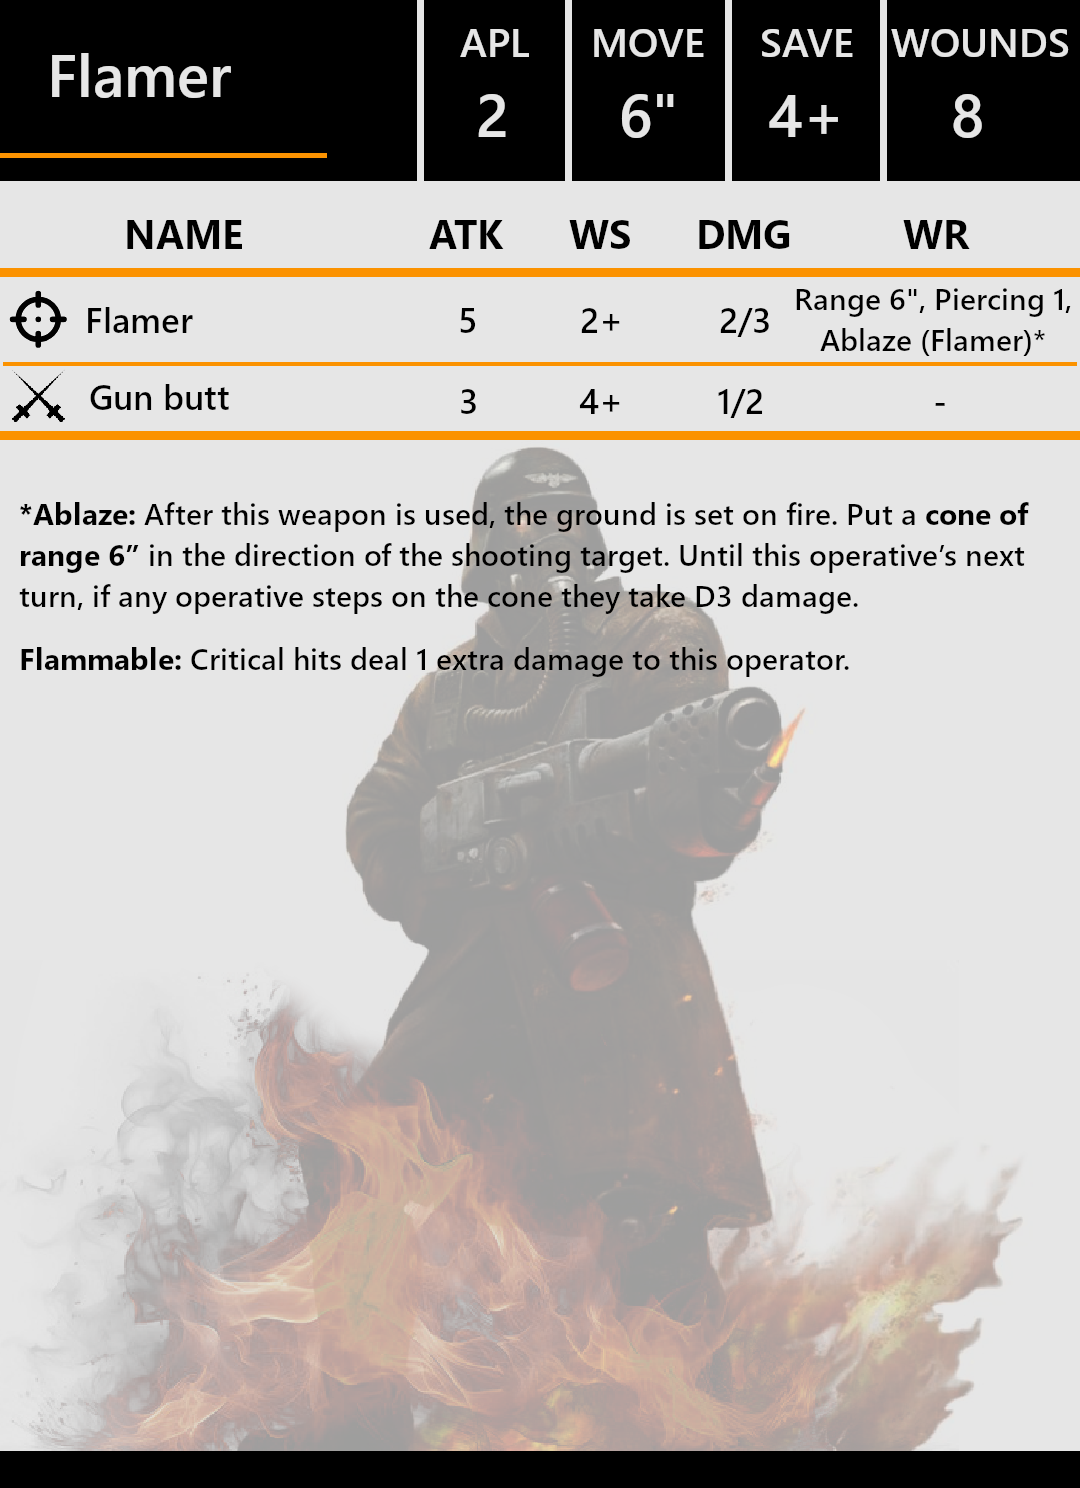 Flamer
APL MOVE SAVE WOUNDS
2 6" 4+ 8
NAME ATK WS DMG WR
Flamer 5 2+ 2/3 Range 6", Piercing 1,
Ablaze (Flamer)*
Gun butt 3 4+ 1/2 -
*Ablaze: After this weapon is used, the ground is set on fire. Put a cone of
range 6” in the direction of the shooting target. Until this operative’s next
turn, if any operative steps on the cone they take D3 damage.
Flammable: Critical hits deal 1 extra damage to this operator.